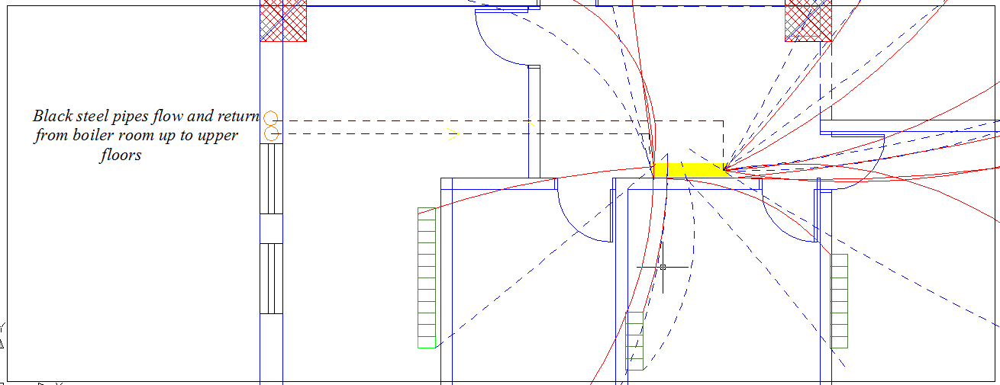 Black steel pipes flow and return
from boiler room up to upper
floors